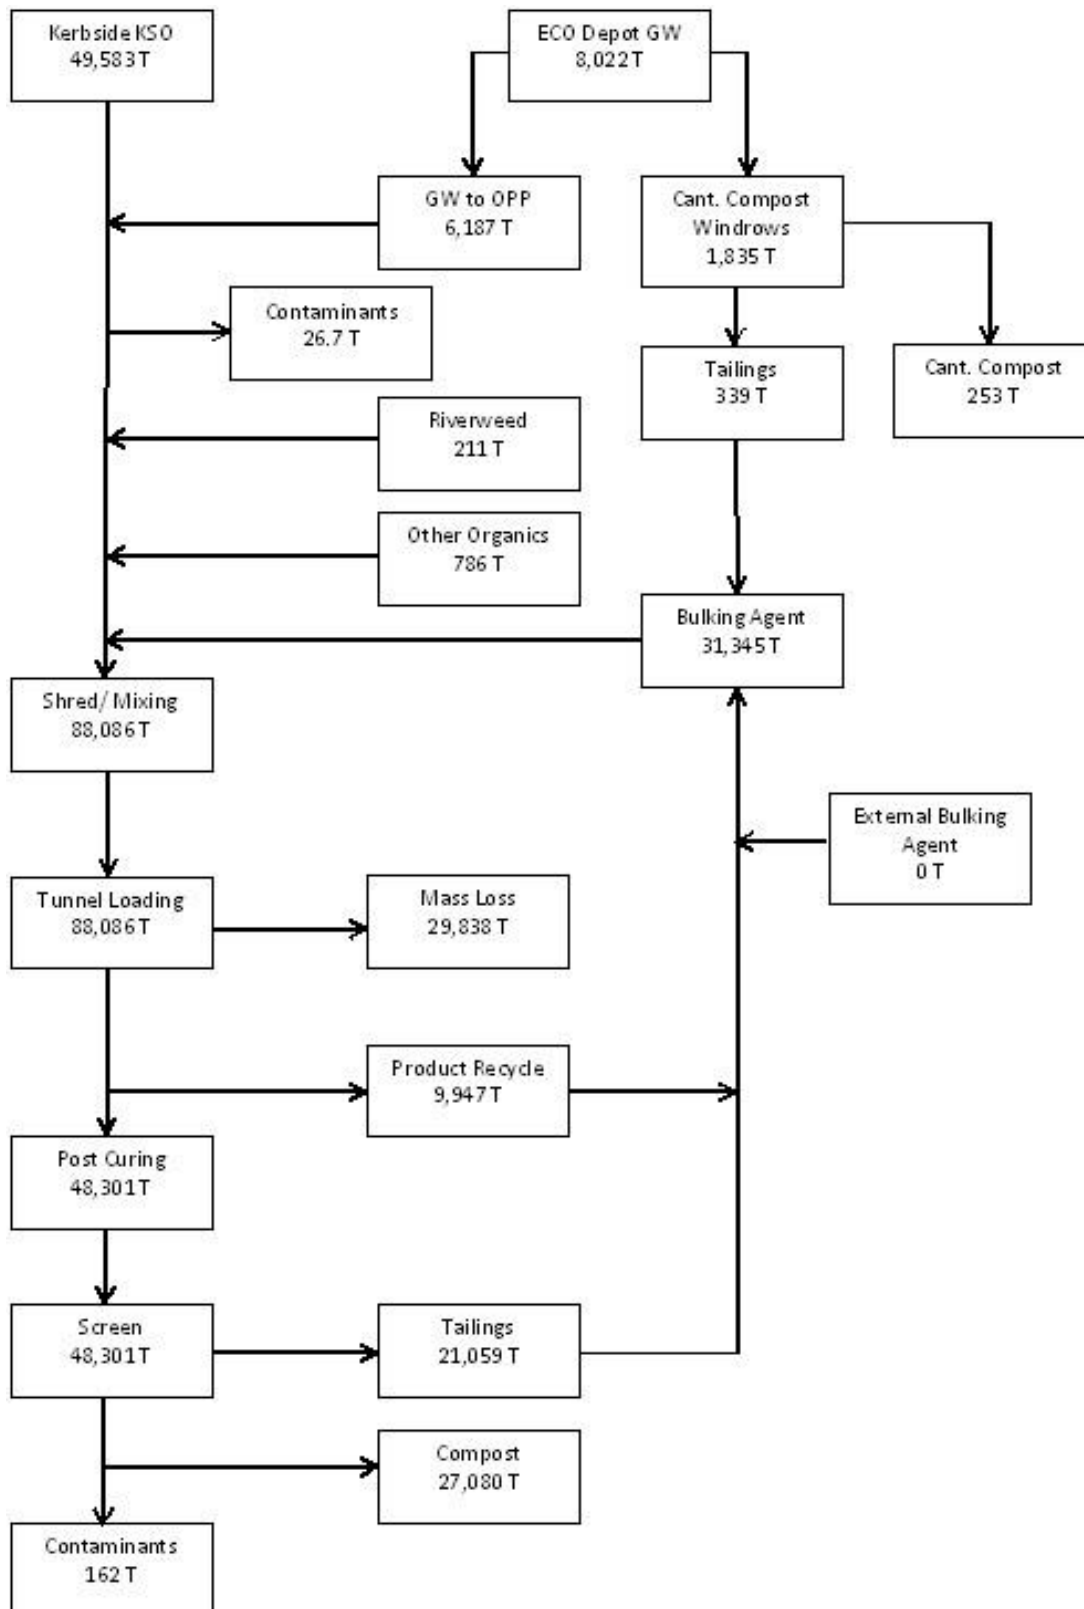 Kerbside KSO
49,583 T
ECO Depot GW
8,022 T
GW to OPP
6,187 T
Cant. Compost
Windrows
1,835 T
Contaminants
26.7 T
Tailings
339 T
Cant. Compost
253 T
Riverweed
211 T
Other Organics
786 T
Bulking Agent
31,345 T
Shred/ Mixing
88,086 T
External Bulking
Agent
0 T
Tunnel Loading
88,086 T
Mass Loss
29,838 T
Product Recycle
9,947 T
Post Curing
48,301 T
Screen
48,301 T
Tailings
21,059 T
Compost
27,080 T
Contaminants
162 T